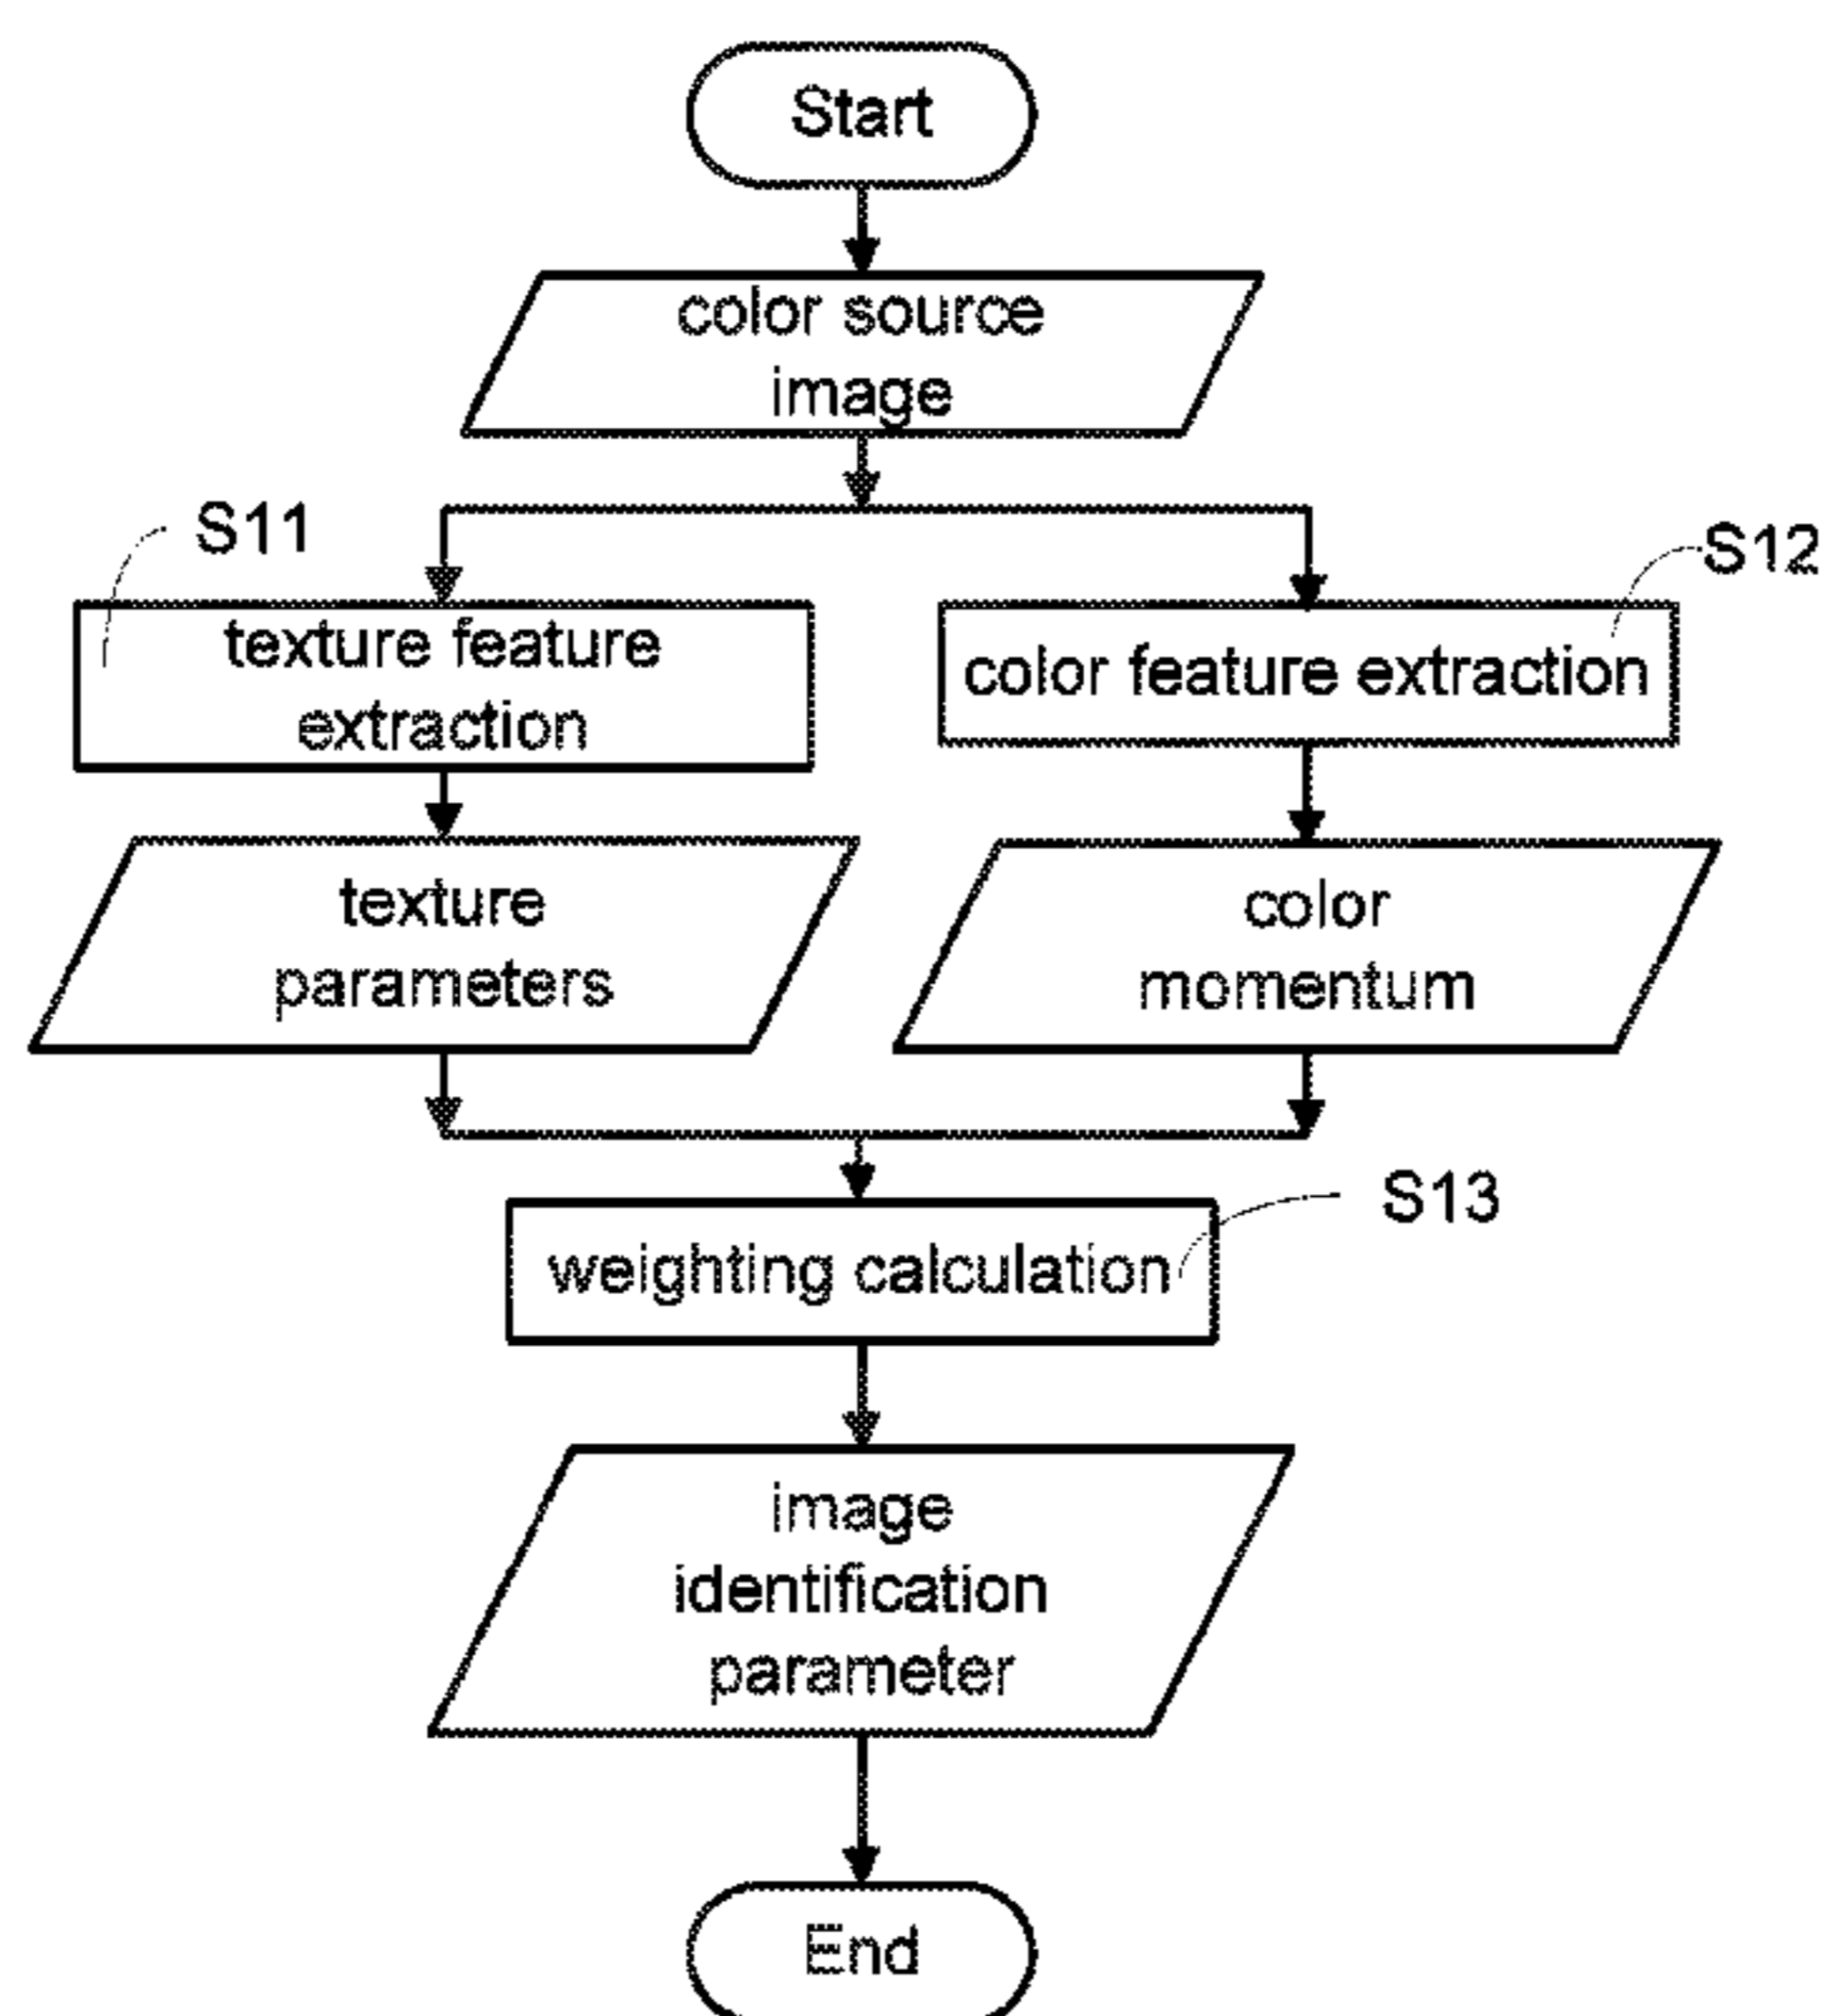 Start
color source
image
S11
S12
texture feature
extraction
color feature extraction
texture
parameters
color
momentum
S13
weighting calculation
image
identification
parameter
End